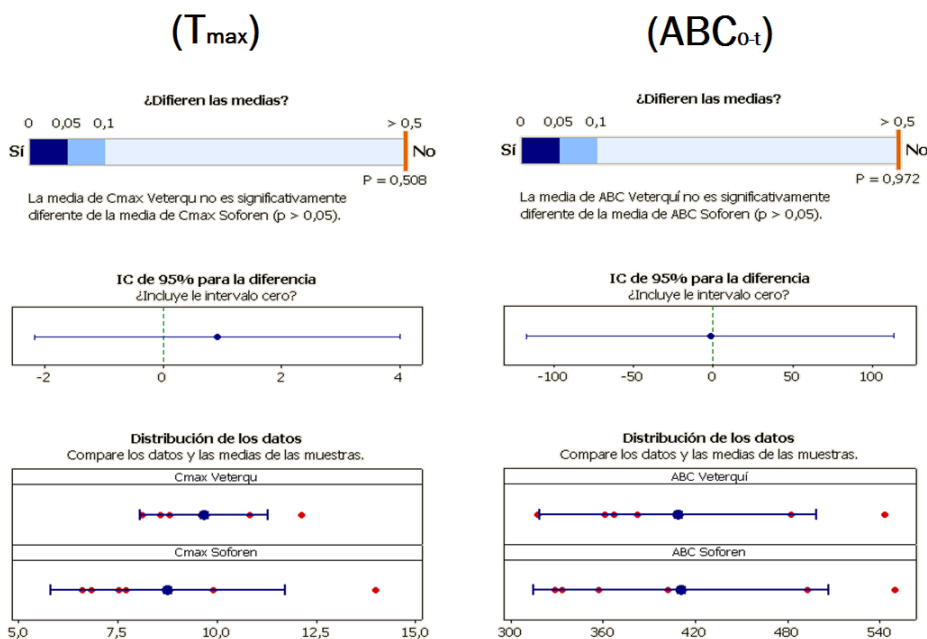 (Tmax)
¿Difieren las medias?
0 0,05 0,1 > 0,5
Sí No
P = 0,508
La media de Cmax Veterqu no es significativamente
diferente de la media de Cmax Soforen (p > 0,05).
IC de 95% para la diferencia
¿Incluye le intervalo cero?
-2 0 2 4
Distribución de los datos
Compare los datos y las medias de las muestras.
Cmax Veterqu
Cmax Soforen
5,0 7,5 10,0 12,5 15,0
(ABC0-t)
¿Difieren las medias?
0 0,05 0,1 > 0,5
Sí No
P = 0,972
La media de ABC Veterquí no es significativamente
diferente de la media de ABC Soforen (p > 0,05).
IC de 95% para la diferencia
¿Incluye le intervalo cero?
-100 -50 0 50 100
Distribución de los datos
Compare los datos y las medias de las muestras.
ABC Veterquí
ABC Soforen
300 360 420 480 540